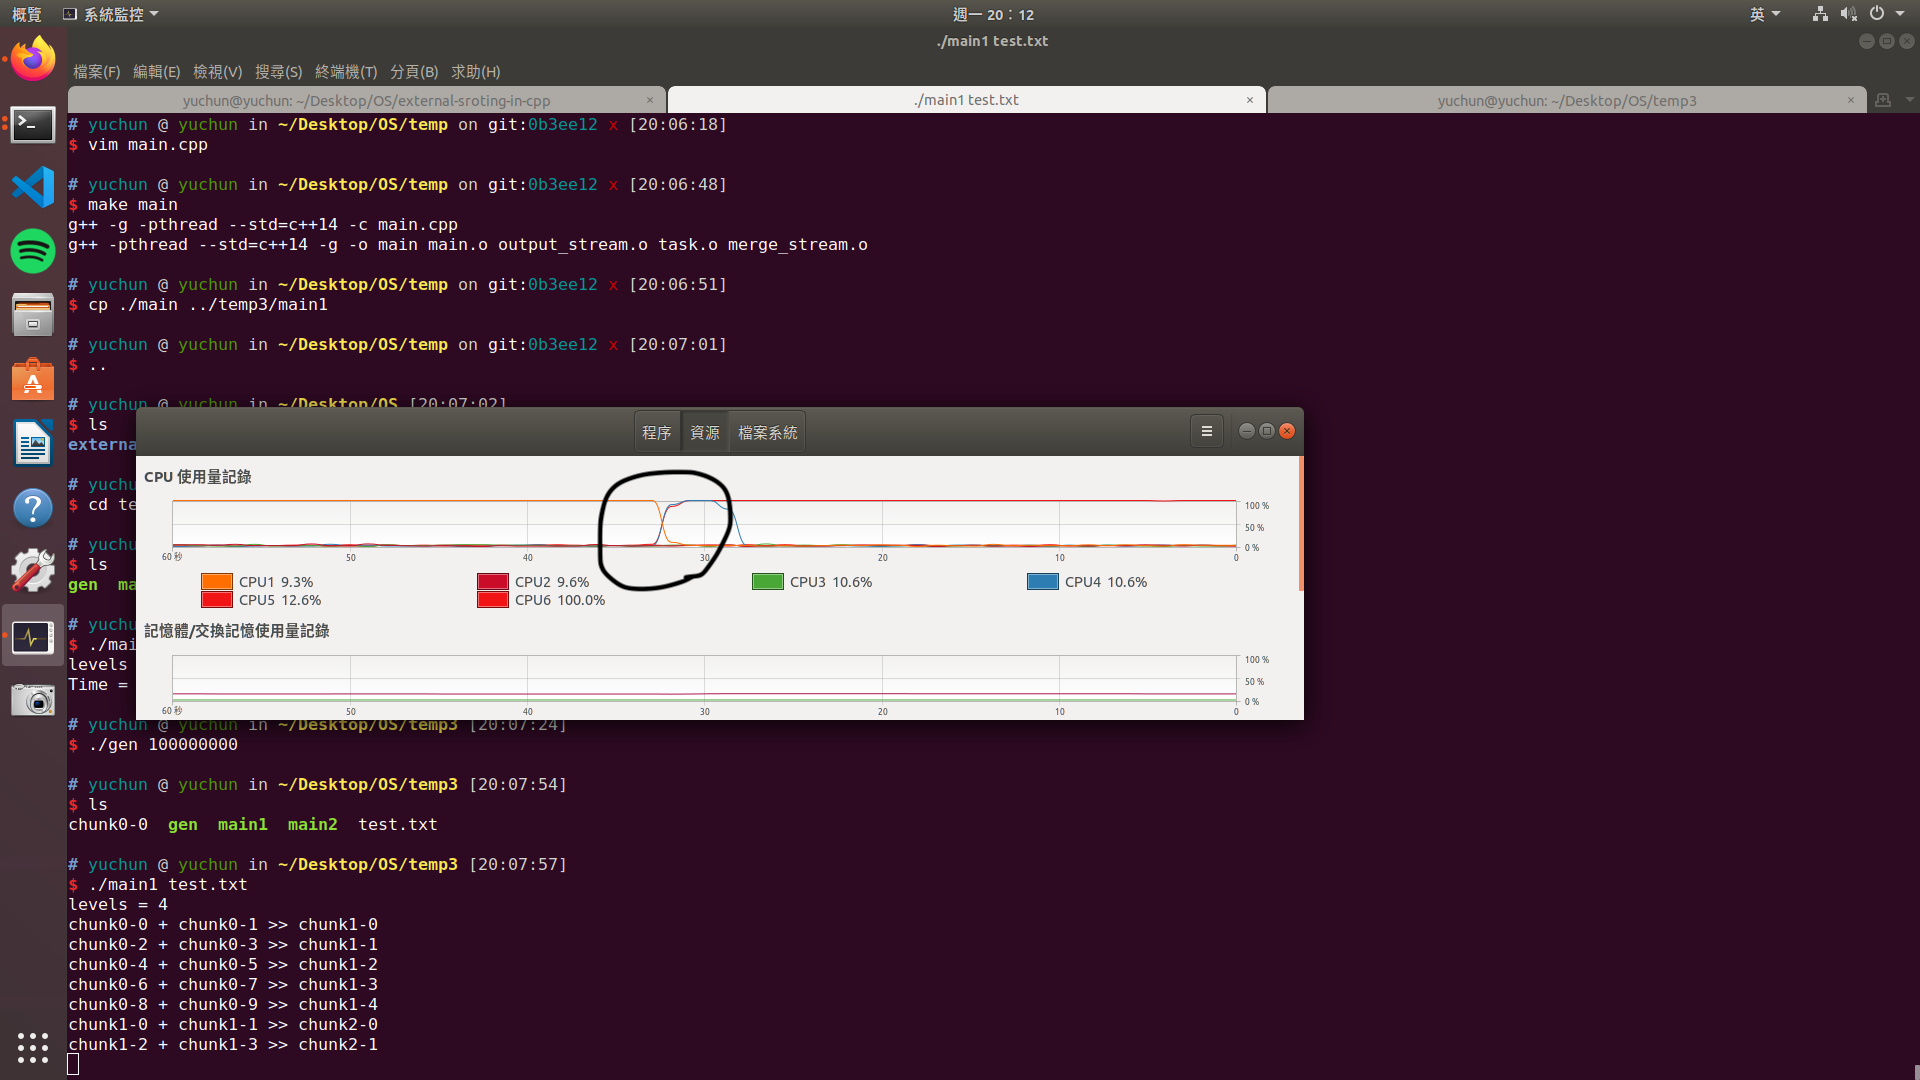 概覽 系統監控 週一 20：12 英
./main1 test.txt
檔案(F) 編輯(E) 檢視(V) 搜尋(S) 終端機(T) 分頁(B) 求助(H)
yuchun@yuchun: ~/Desktop/OS/external-sroting-in-cpp × ./main1 test.txt × yuchun@yuchun: ~/Desktop/OS/temp3 ×
# yuchun @ yuchun in ~/Desktop/OS/temp on git:0b3ee12 x [20:06:18]
$ vim main.cpp
# yuchun @ yuchun in ~/Desktop/OS/temp on git:0b3ee12 x [20:06:48]
$ make main
g++ -g -pthread --std=c++14 -c main.cpp
g++ -pthread --std=c++14 -g -o main main.o output_stream.o task.o merge_stream.o
# yuchun @ yuchun in ~/Desktop/OS/temp on git:0b3ee12 x [20:06:51]
$ cp ./main ../temp3/main1
# yuchun @ yuchun in ~/Desktop/OS/temp on git:0b3ee12 x [20:07:01]
$ ..
# yuchun @ yuchun in ~/Desktop/OS [20:07:02]
$ ls
externa
# yuchu
$ cd te
# yuchu
$ ls
gen ma
# yuchu
$ ./mai
levels
Time =
程序 資源 檔案系統
CPU 使用量記錄
100 %
50 %
0 %
60 秒 50 40 30 20 10 0
CPU1 9.3% CPU2 9.6% CPU3 10.6% CPU4 10.6%
CPU5 12.6% CPU6 100.0%
記憶體/交換記憶使用量記錄
100 %
50 %
0 %
60 秒 50 40 30 20 10 0
# yuchun @ yuchun in ~/Desktop/OS/temp3 [20:07:24]
$ ./gen 100000000
# yuchun @ yuchun in ~/Desktop/OS/temp3 [20:07:54]
$ ls
chunk0-0 gen main1 main2 test.txt
# yuchun @ yuchun in ~/Desktop/OS/temp3 [20:07:57]
$ ./main1 test.txt
levels = 4
chunk0-0 + chunk0-1 >> chunk1-0
chunk0-2 + chunk0-3 >> chunk1-1
chunk0-4 + chunk0-5 >> chunk1-2
chunk0-6 + chunk0-7 >> chunk1-3
chunk0-8 + chunk0-9 >> chunk1-4
chunk1-0 + chunk1-1 >> chunk2-0
chunk1-2 + chunk1-3 >> chunk2-1